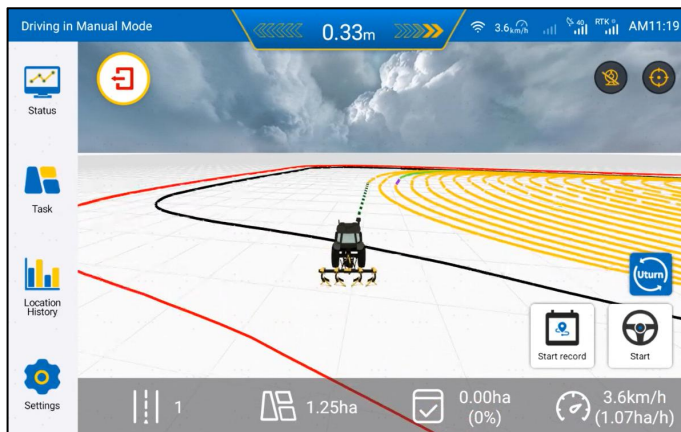 Driving in Manual Mode
0.33m
3.6km/h
40
RTK
AM11:19
Status
Task
Location
History
Settings
Uturn
Start record
Start
1
1.25ha
0.00ha
(0%)
3.6km/h
(1.07ha/h)